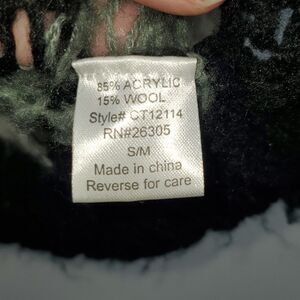 85% ACRYLIC
15% WOOL
Style# CT12114
RN#26305
S/M
Made in china
Reverse for care